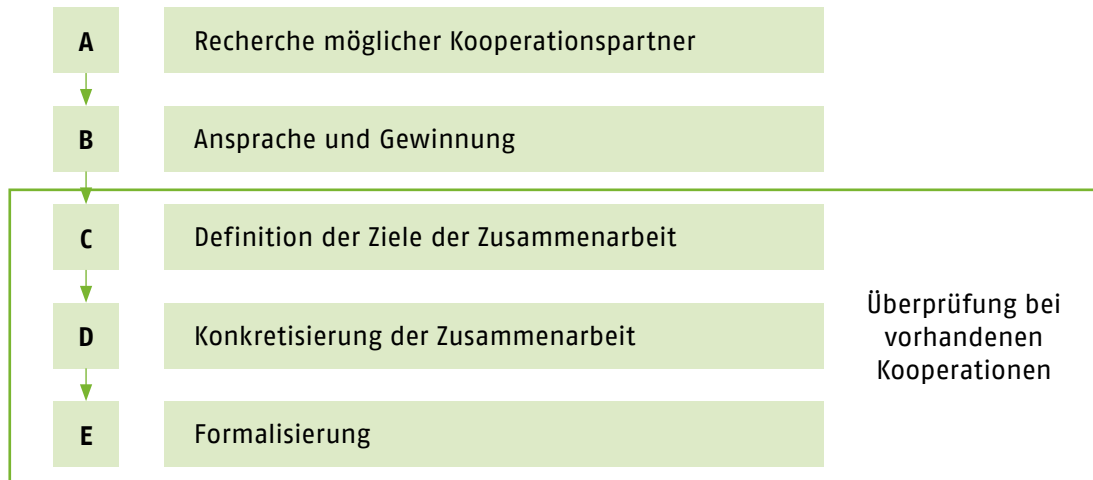 A Recherche möglicher Kooperationspartner
B Ansprache und Gewinnung
C Definition der Ziele der Zusammenarbeit
D Konkretisierung der Zusammenarbeit
E Formalisierung
Überprüfung bei
vorhandenen
Kooperationen